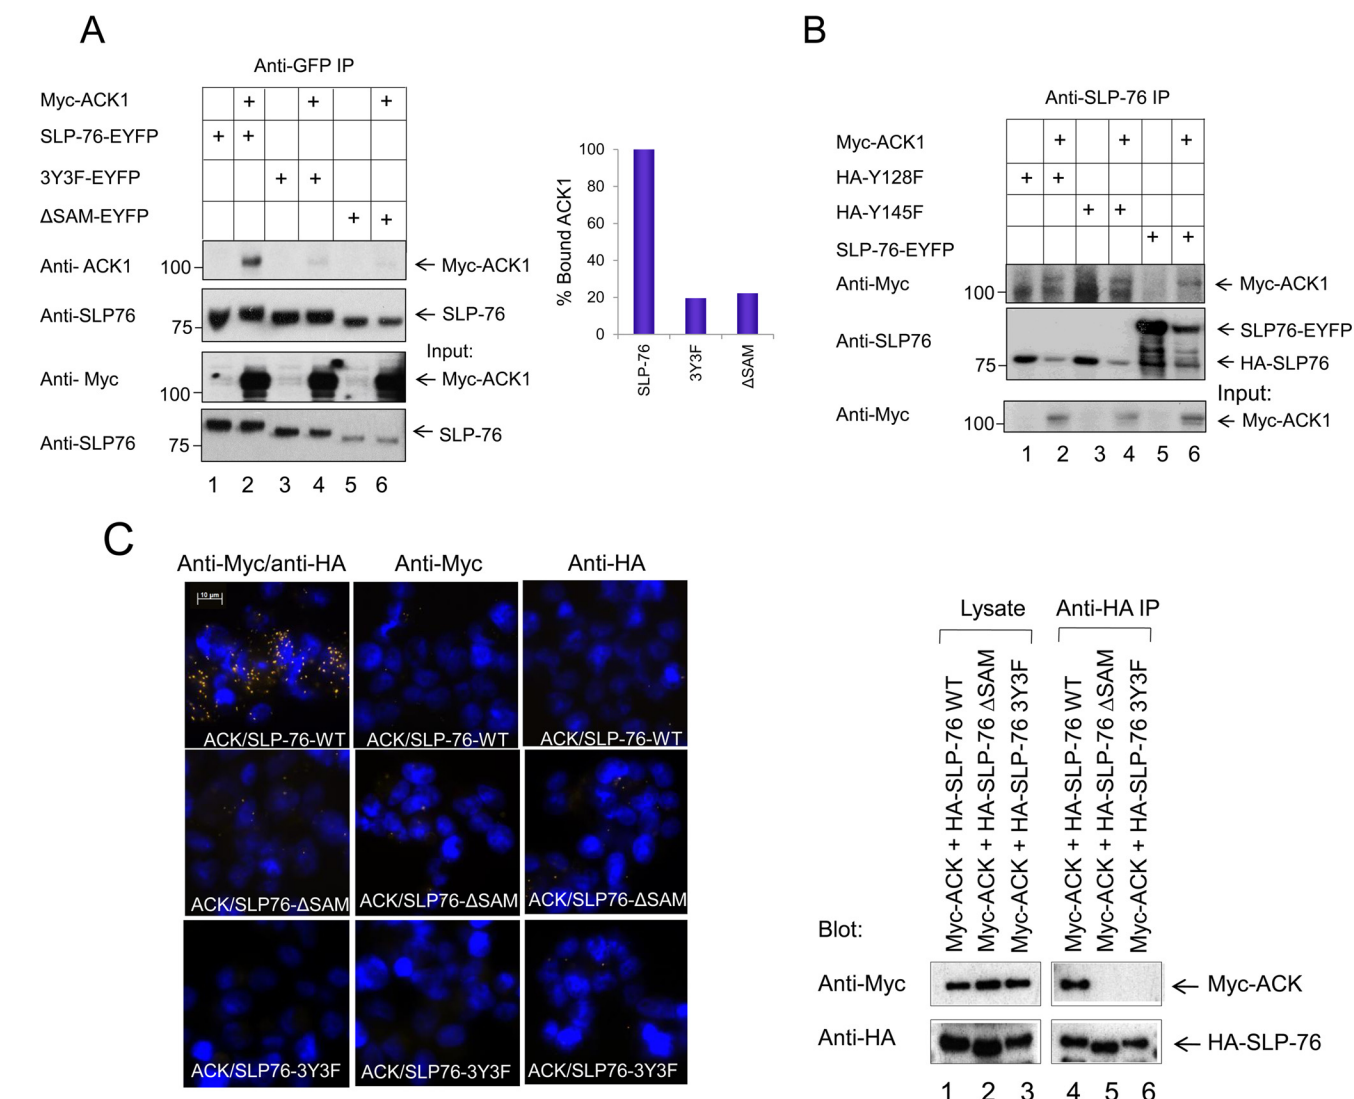 A
Anti-GFP IP
Myc-ACK1 + + +
SLP-76-EYFP + +
3Y3F-EYFP + +
ΔSAM-EYFP + +
Anti- ACK1 100 ← Myc-ACK1
Anti-SLP76 75 ← SLP-76
Input:
Anti- Myc 100 ← Myc-ACK1
Anti-SLP76 75 ← SLP-76
1 2 3 4 5 6
% Bound ACK1
100
80
60
40
20
0
SLP-76
3Y3F
ΔSAM
B
Anti-SLP-76 IP
Myc-ACK1 + + +
HA-Y128F + +
HA-Y145F + +
SLP-76-EYFP + +
Anti-Myc 100 ← Myc-ACK1
Anti-SLP76 ← SLP76-EYFP
75 ← HA-SLP76
Input:
Anti-Myc 100 ← Myc-ACK1
1 2 3 4 5 6
C
Anti-Myc/anti-HA Anti-Myc Anti-HA
10 µm
ACK/SLP-76-WT ACK/SLP-76-WT ACK/SLP-76-WT
ACK/SLP76-ΔSAM ACK/SLP76-ΔSAM ACK/SLP76-ΔSAM
ACK/SLP76-3Y3F ACK/SLP76-3Y3F ACK/SLP76-3Y3F
Lysate Anti-HA IP
Myc-ACK + HA-SLP-76 WT
Myc-ACK + HA-SLP-76 ΔSAM
Myc-ACK + HA-SLP-76 3Y3F
Myc-ACK + HA-SLP-76 WT
Myc-ACK + HA-SLP-76 ΔSAM
Myc-ACK + HA-SLP-76 3Y3F
Blot:
Anti-Myc ← Myc-ACK
Anti-HA ← HA-SLP-76
1 2 3 4 5 6